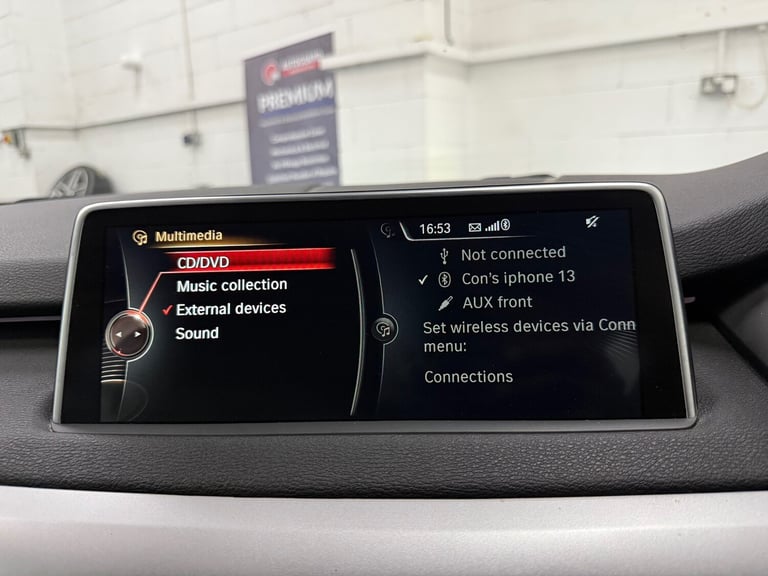 PREMIUM
Multimedia
CD/DVD
Music collection
External devices
Sound
16:53
Not connected
Con's iphone 13
AUX front
Set wireless devices via Conn
menu:
Connections